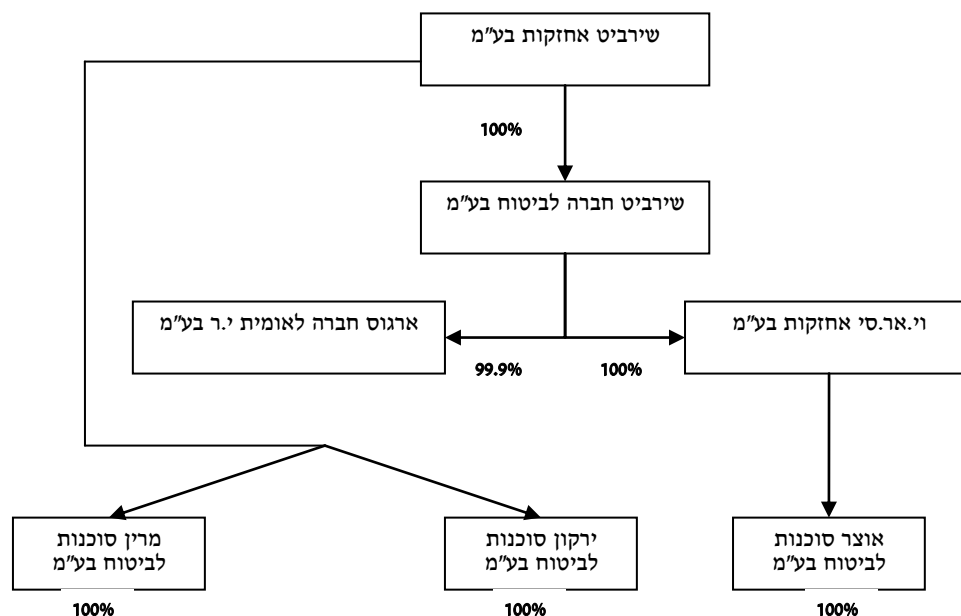 שירביט אחזקות בע"מ
100%
שירביט חברה לביטוח בע"מ
וי.אר.סי אחזקות בע"מ
ארגוס חברה לאומית י.ר בע"מ
100%
99.9%
אוצר סוכנות
לביטוח בע"מ
100%
ירקון סוכנות
לביטוח בע"מ
100%
מרין סוכנות
לביטוח בע"מ
100%